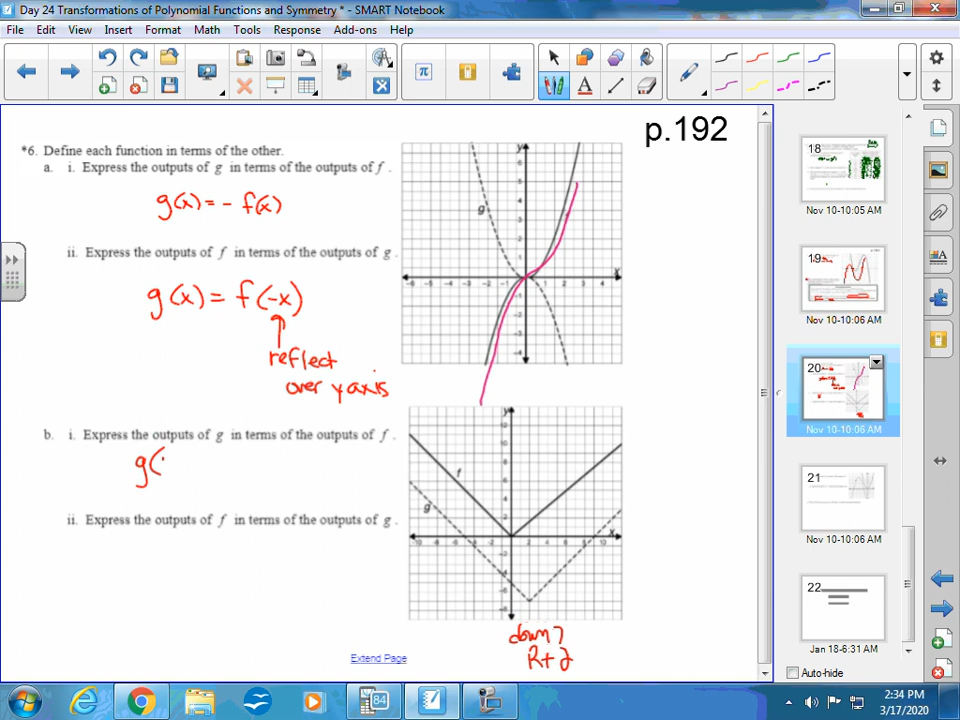 Day 24 Transformations of Polynomial Functions and Symmetry * - SMART Notebook
File Edit View Insert Format Math Tools Response Add-ons Help
p.192
*6. Define each function in terms of the other.
a. i. Express the outputs of g in terms of the outputs of f.
g(x) = - f(x)
ii. Express the outputs of f in terms of the outputs of g.
g(x) = f(-x)
reflect
over y axis
y
g
x
b. i. Express the outputs of g in terms of the outputs of f.
g(
ii. Express the outputs of f in terms of the outputs of g.
y
f
g
x
down 7
R+ 2
Extend Page
18
Nov 10-10:05 AM
19
Nov 10-10:06 AM
20
Nov 10-10:06 AM
21
Nov 10-10:06 AM
22
Jan 18-6:31 AM
Auto-hide
84
2:34 PM
3/17/2020